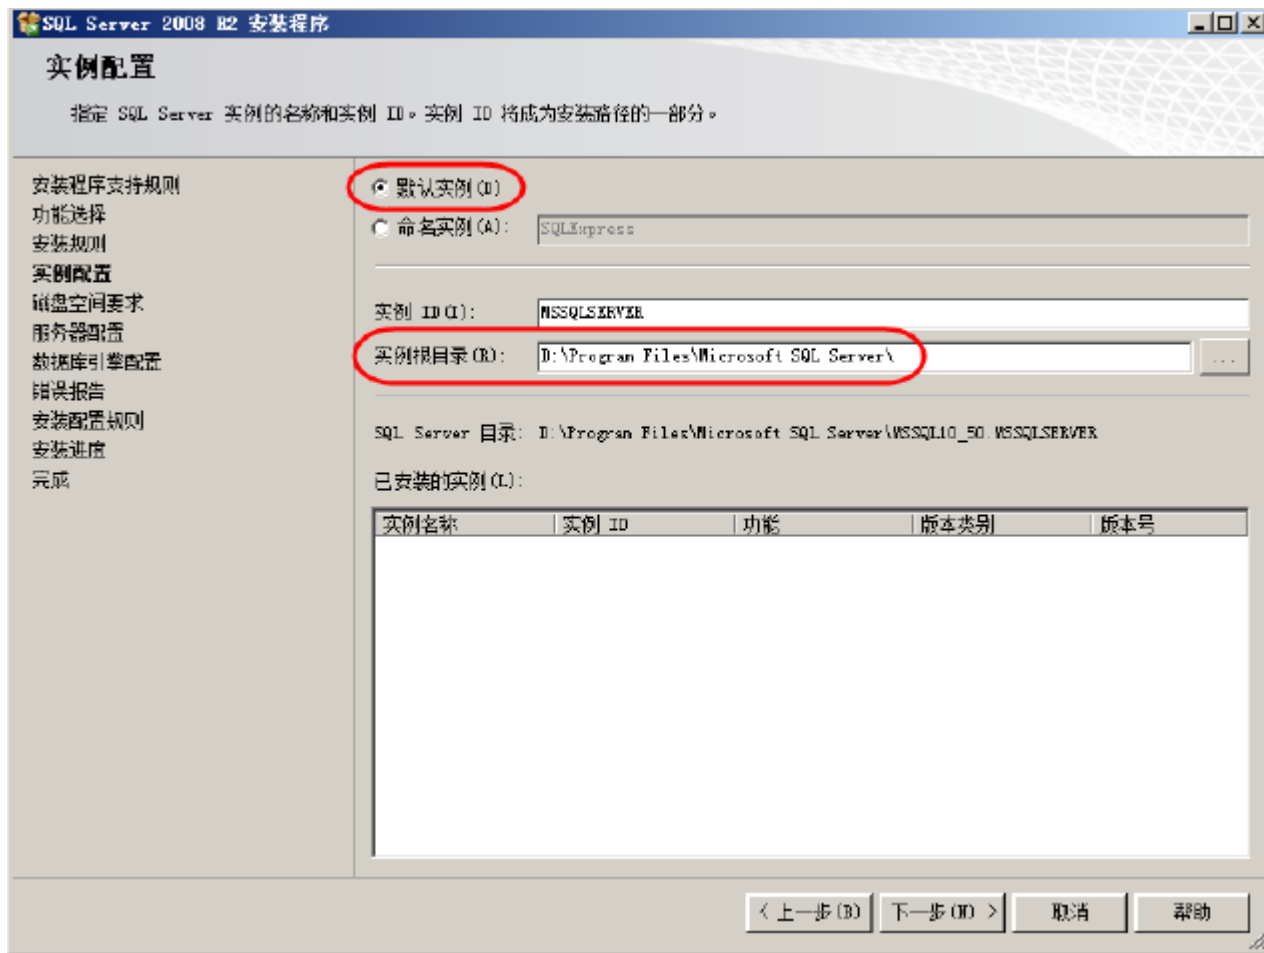 SQL Server 2008 R2 安装程序
实例配置
指定 SQL Server 实例的名称和实例 ID。实例 ID 将成为安装路径的一部分。
安装程序支持规则
功能选择
安装规则
实例配置
磁盘空间要求
服务器配置
数据库引擎配置
错误报告
安装配置规则
安装进度
完成
默认实例(D)
命名实例(A): SQLExpress
实例 ID(I): MSSQLSERVER
实例根目录(R): D:\Program Files\Microsoft SQL Server\ ...
SQL Server 目录: D:\Program Files\Microsoft SQL Server\MSSQL10_50.MSSQLSERVER
已安装的实例(L):
实例名称 实例 ID 功能 版本类别 版本号
< 上一步(B) 下一步(N) > 取消 帮助